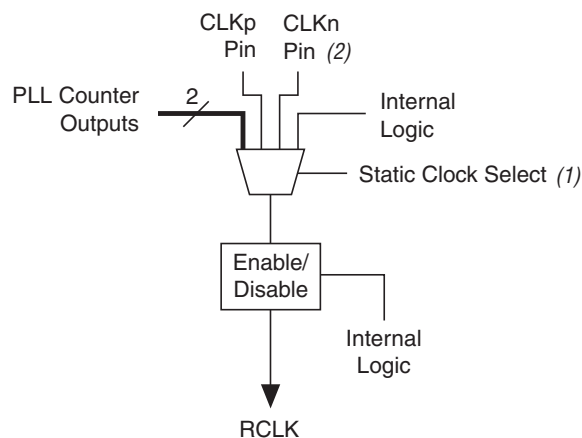 CLKp
Pin
CLKn
Pin (2)
PLL Counter
Outputs
2
Internal
Logic
Static Clock Select (1)
Enable/
Disable
Internal
Logic
RCLK